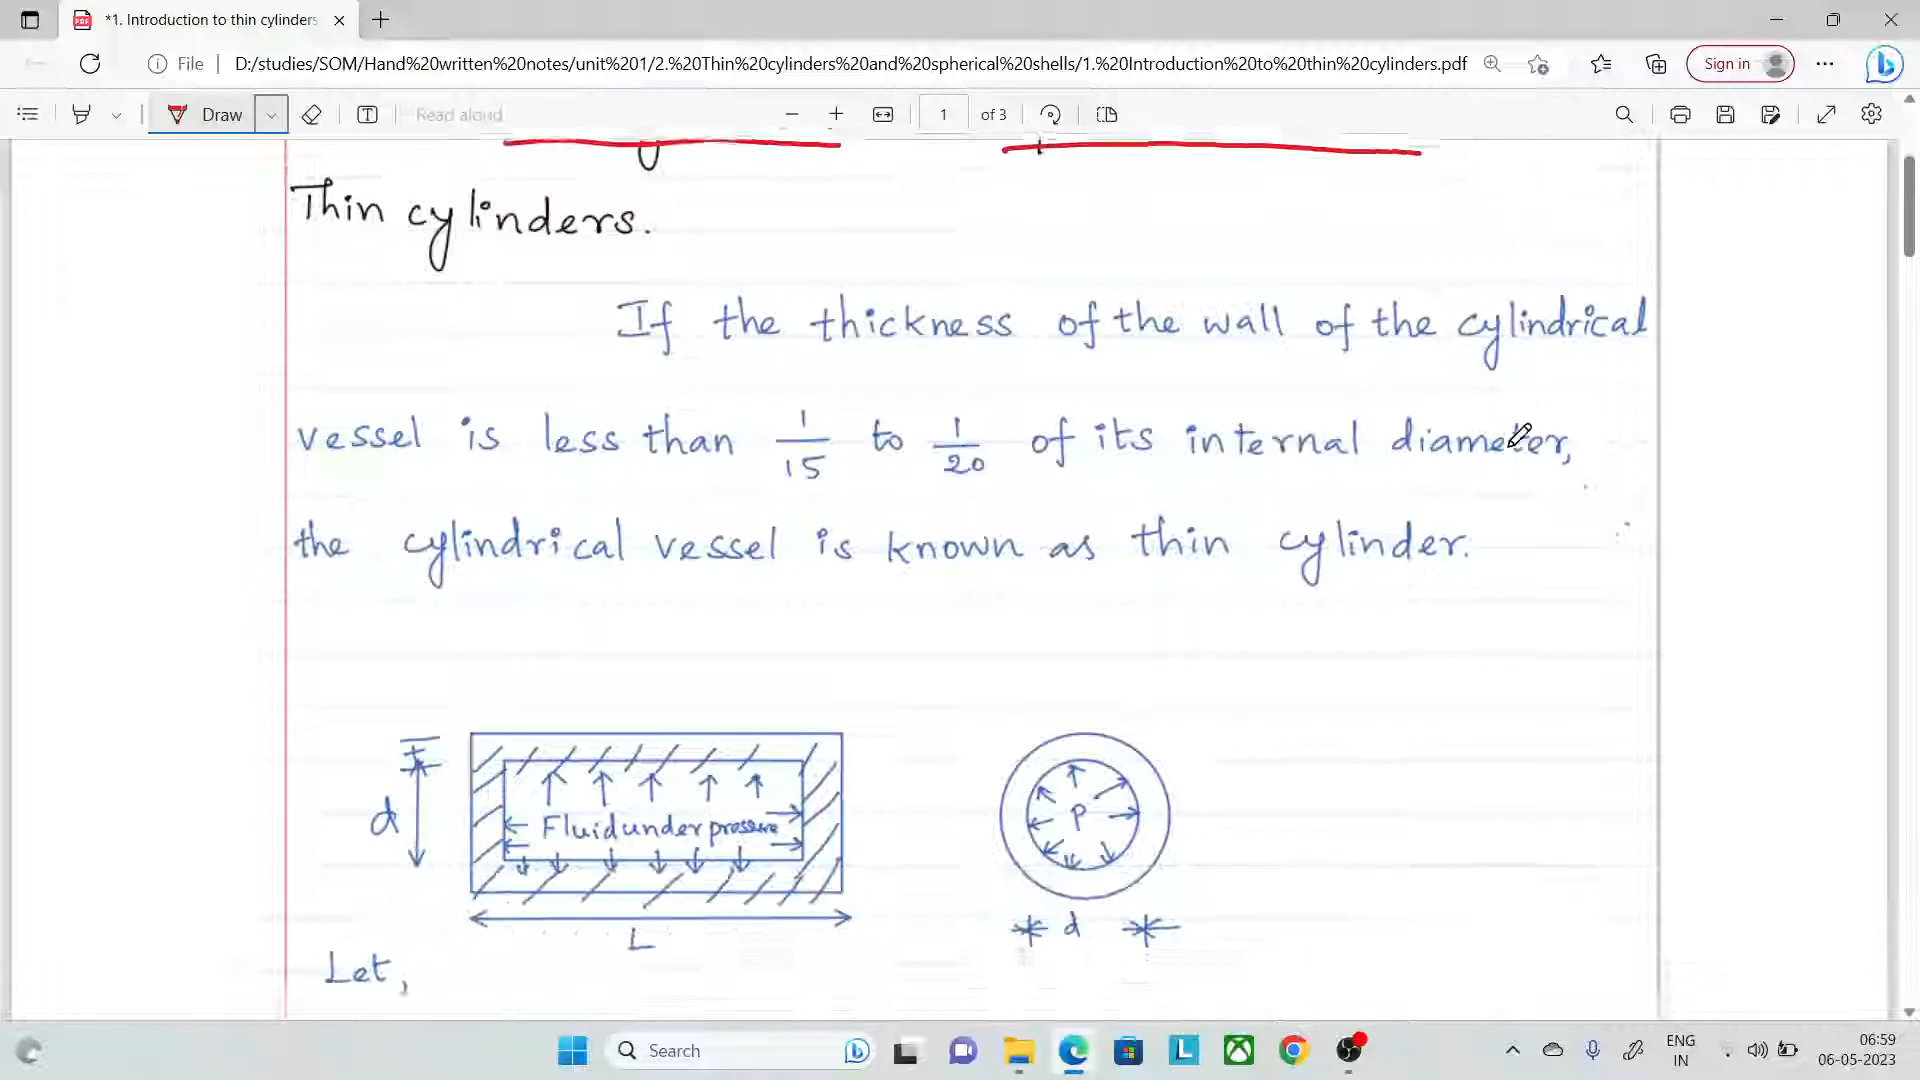 *1. Introduction to thin cylinders
File D:/studies/SOM/Hand%20written%20notes/unit%201/2.%20Thin%20cylinders%20and%20spherical%20shells/1.%20Introduction%20to%20thin%20cylinders.pdf Sign in
Draw Read aloud 1 of 3
Thin cylinders.
If the thickness of the wall of the cylindrical
vessel is less than 1/15 to 1/20 of its internal diameter,
the cylindrical vessel is known as thin cylinder.
t
d
Fluid under pressure
P
L
d
Let,
Search
ENG
IN
06:59
06-05-2023